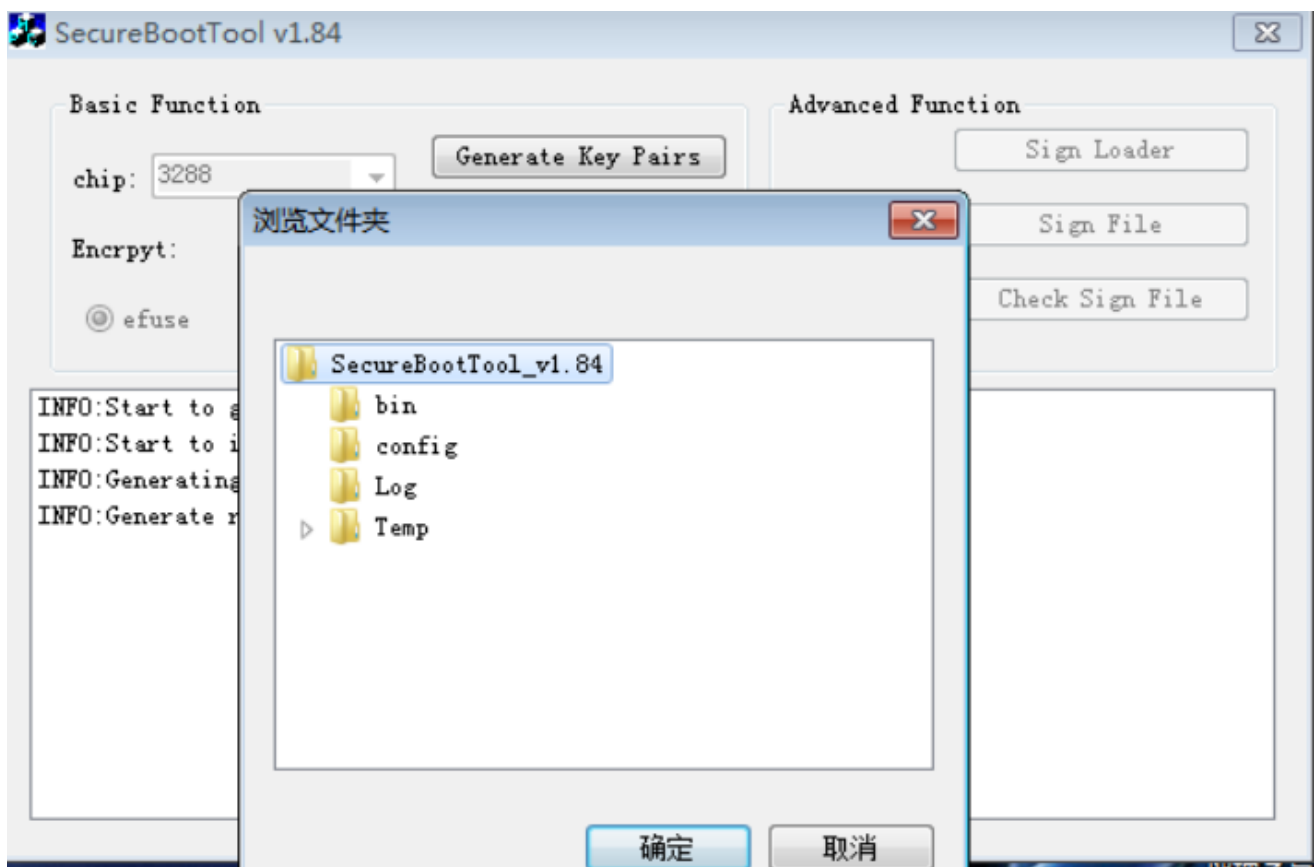 SecureBootTool v1.84
Basic Function
Advanced Function
chip:
3288
Generate Key Pairs
Encrpyt:
efuse
Sign Loader
Sign File
Check Sign File
浏览文件夹
SecureBootTool_v1.84
bin
config
Log
Temp
INFO:Start to
INFO:Start to
INFO:Generating
INFO:Generate
确定
取消